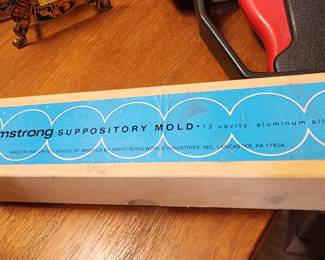 mstrong SUPPOSITORY MOLD • 12 cavity, aluminum all
MADE IN THE UNITED STATES OF AMERICA BY ARMSTRONG WORLD INDUSTRIES, INC. LANCASTER, PA 17604